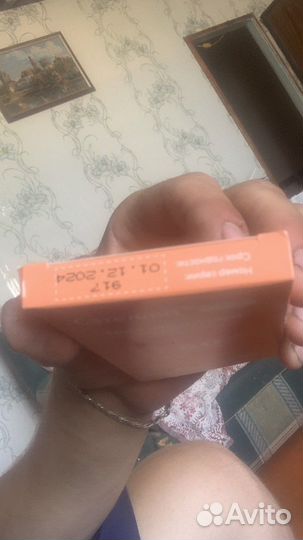 Номер серии:
Срок годности:
917
01.12.2024
Avito